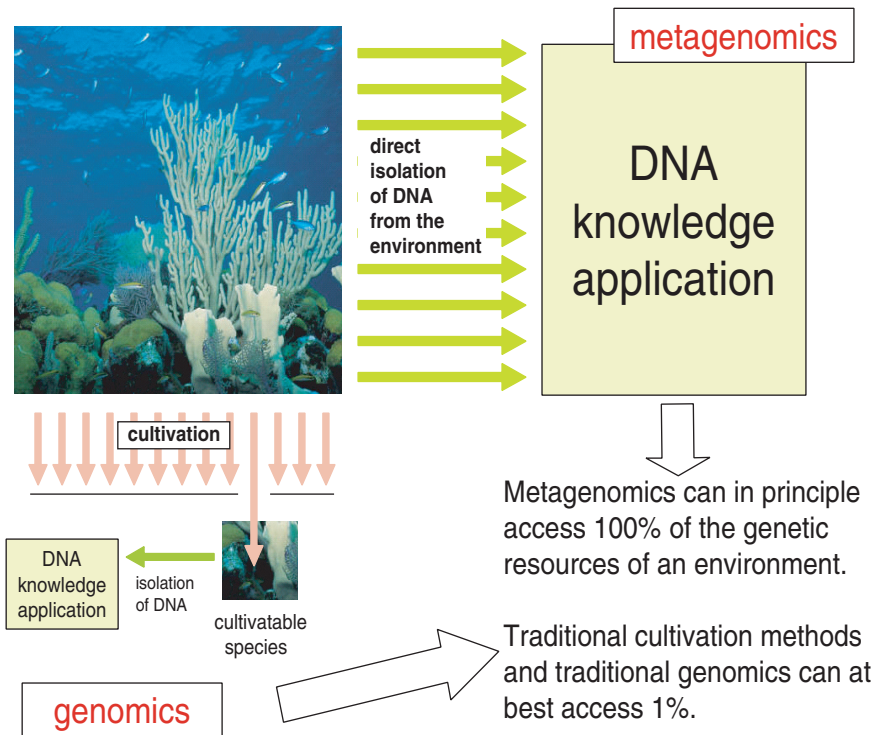 metagenomics
direct
isolation
of DNA
from the
environment
DNA
knowledge
application
cultivation
Metagenomics can in principle
access 100% of the genetic
resources of an environment.
DNA
knowledge
application
isolation
of DNA
cultivatable
species
Traditional cultivation methods
and traditional genomics can at
best access 1%.
genomics